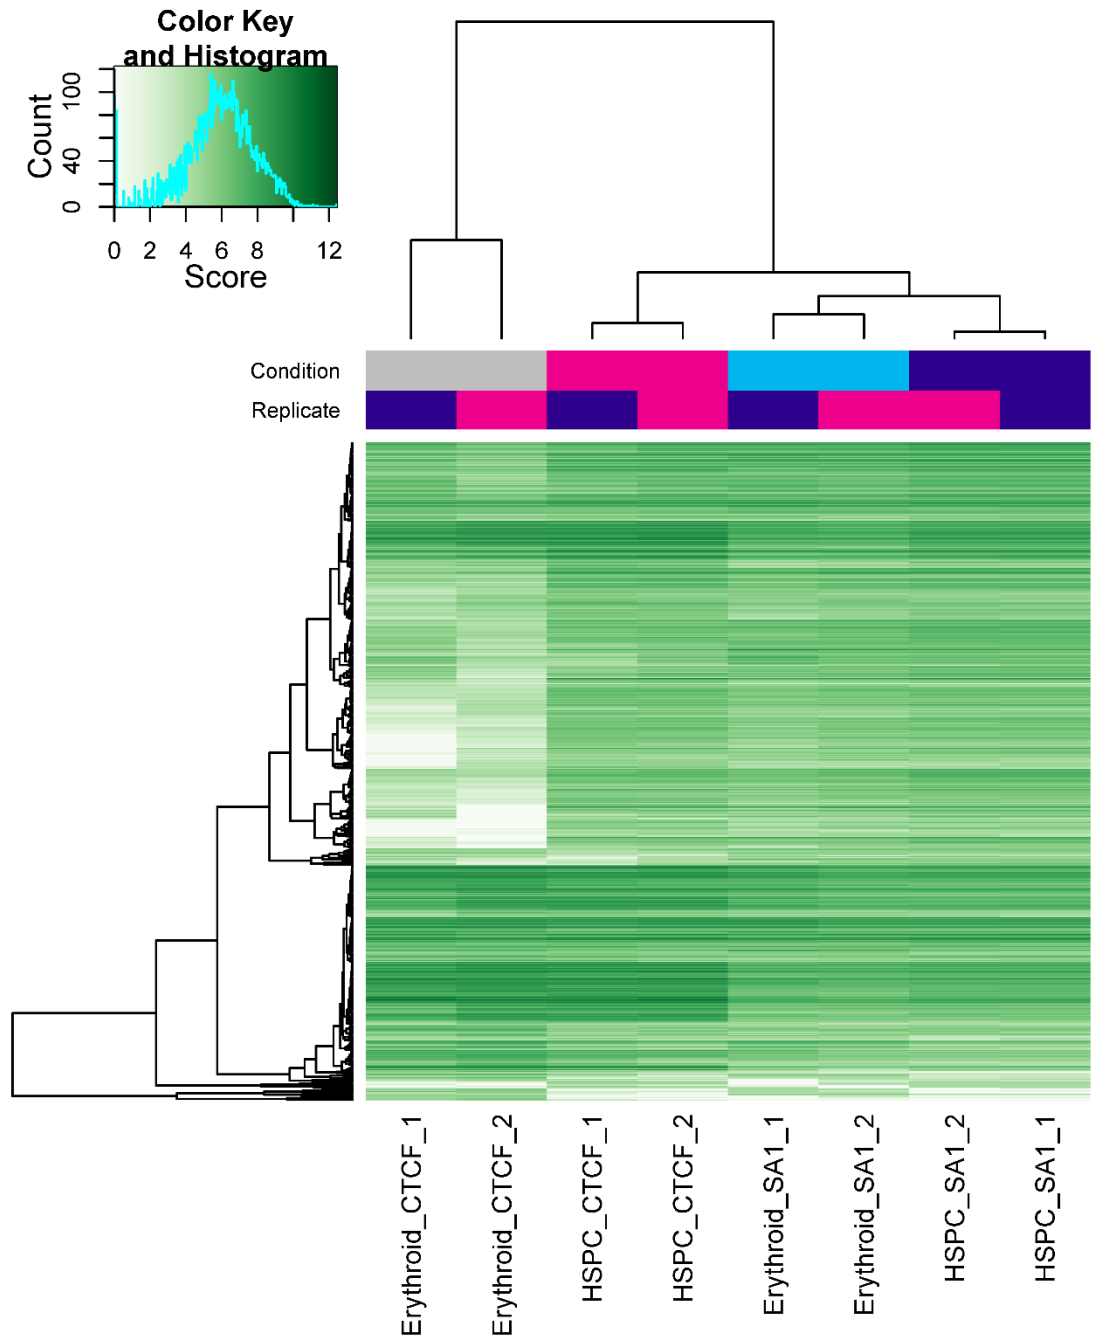 Color Key
and Histogram
Count
0 40 100
0 2 4 6 8 12
Score
Condition
Replicate
Erythroid_CTCF_1
Erythroid_CTCF_2
HSPC_CTCF_1
HSPC_CTCF_2
Erythroid_SA1_1
Erythroid_SA1_2
HSPC_SA1_2
HSPC_SA1_1